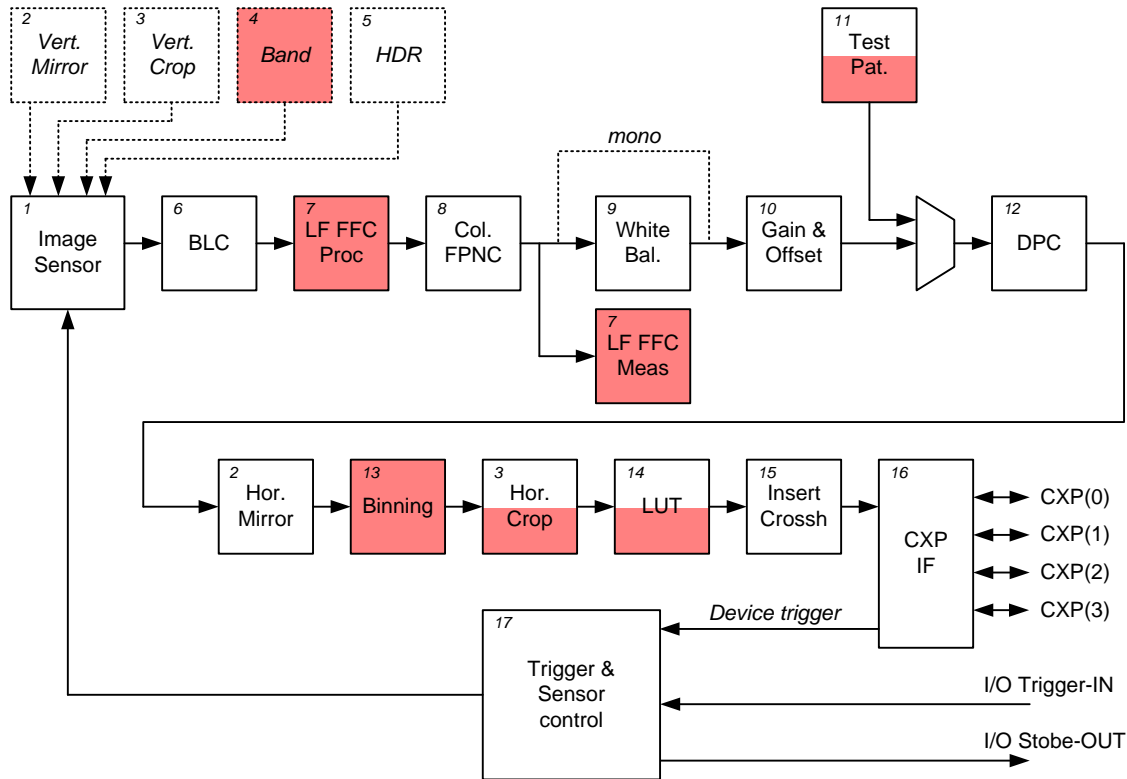 2
Vert.
Mirror
3
Vert.
Crop
4
Band
5
HDR
11
Test
Pat.
mono
1
Image
Sensor
6
BLC
7
LF FFC
Proc
8
Col.
FPNC
9
White
Bal.
10
Gain &
Offset
12
DPC
7
LF FFC
Meas
2
Hor.
Mirror
13
Binning
3
Hor.
Crop
14
LUT
15
Insert
Crossh
16
CXP
IF
CXP(0)
CXP(1)
CXP(2)
CXP(3)
Device trigger
17
Trigger &
Sensor
control
I/O Trigger-IN
I/O Stobe-OUT